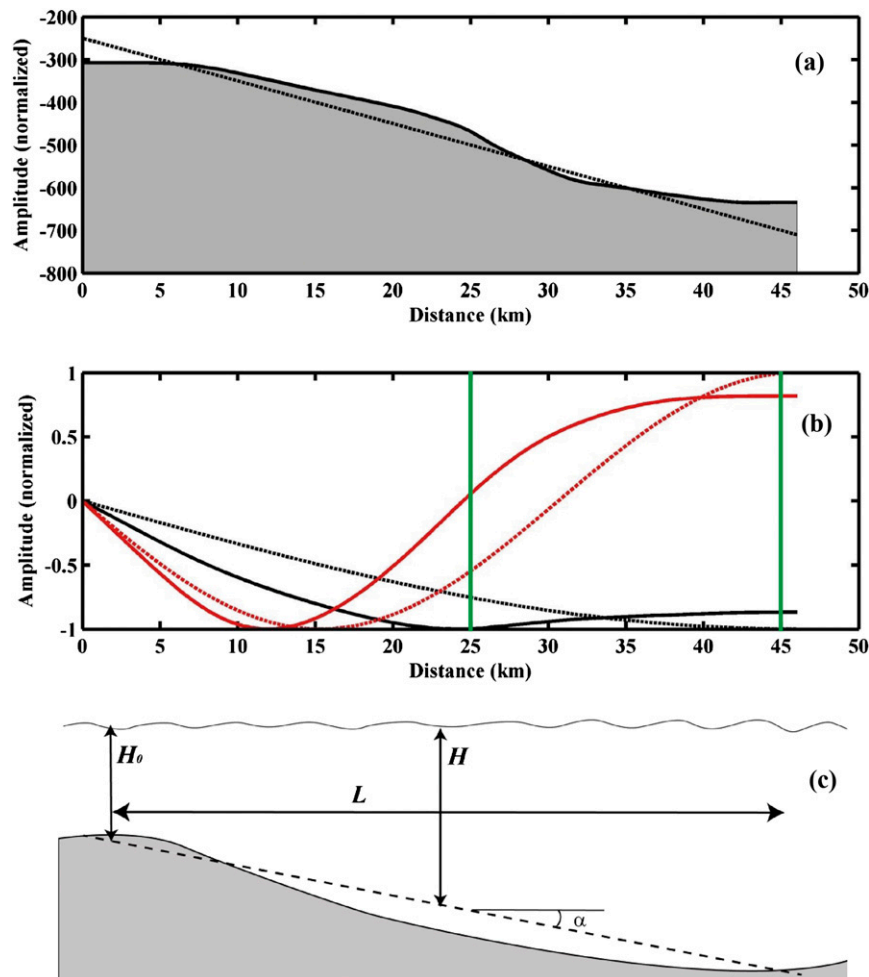 -200
-300
-400
-500
-600
-700
-800
Amplitude (normalized)
(a)
0 5 10 15 20 25 30 35 40 45 50
Distance (km)
1
0.5
0
-0.5
-1
Amplitude (normalized)
(b)
0 5 10 15 20 25 30 35 40 45 50
Distance (km)
H₀
H
(c)
L
α